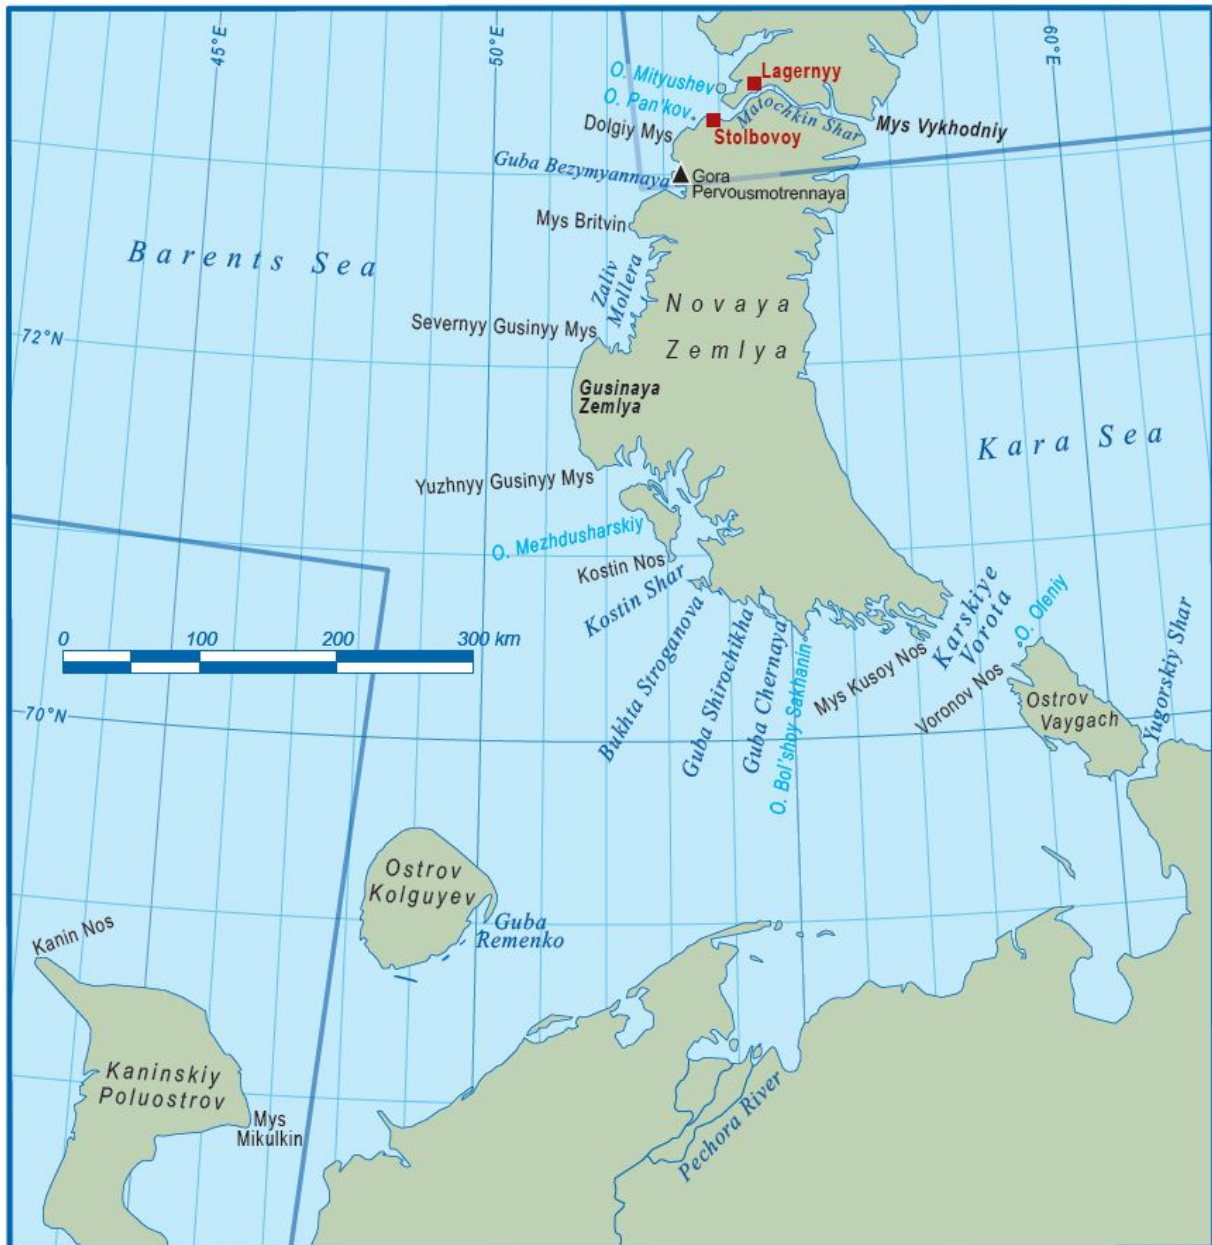 45°E
50°E
60°E
O. Mityushev
Lagernyy
O. Pan'kov
Matochkin Shar
Mys Vykhodniy
Dolgiy Mys
Stolbovoy
Guba Bezymyannaya
Gora
Pervousmotrennaya
Mys Britvin
Barents Sea
Zaliv
Mollera
Novaya
Zemlya
Severnyy Gusinyy Mys
72°N
Gusinaya
Zemlya
Kara Sea
Yuzhnyy Gusinyy Mys
O. Mezhdusharskiy
Kostin Nos
Kostin Shar
Karskiye
Vorota
O. Oleniy
Yugorskiy Shar
0 100 200 300 km
Bukhta Stroganova
Guba Shirochikha
Guba Chernaya
O. Bol'shoy Sakhanin
Mys Kusoy Nos
Voronov Nos
Ostrov
Vaygach
70°N
Ostrov
Kolguyev
Guba
Remenko
Kanin Nos
Kaninskiy
Poluostrov
Mys
Mikulkin
Pechora River